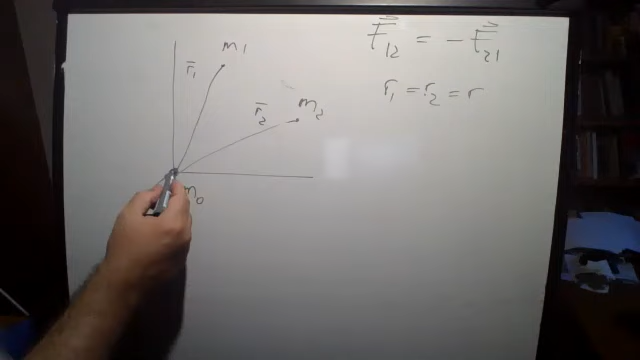 F⃗₁₂ = -F⃗₂₁
r₁ = r₂ = r
m₁
r̅₁
m₂
r̅₂
m₀